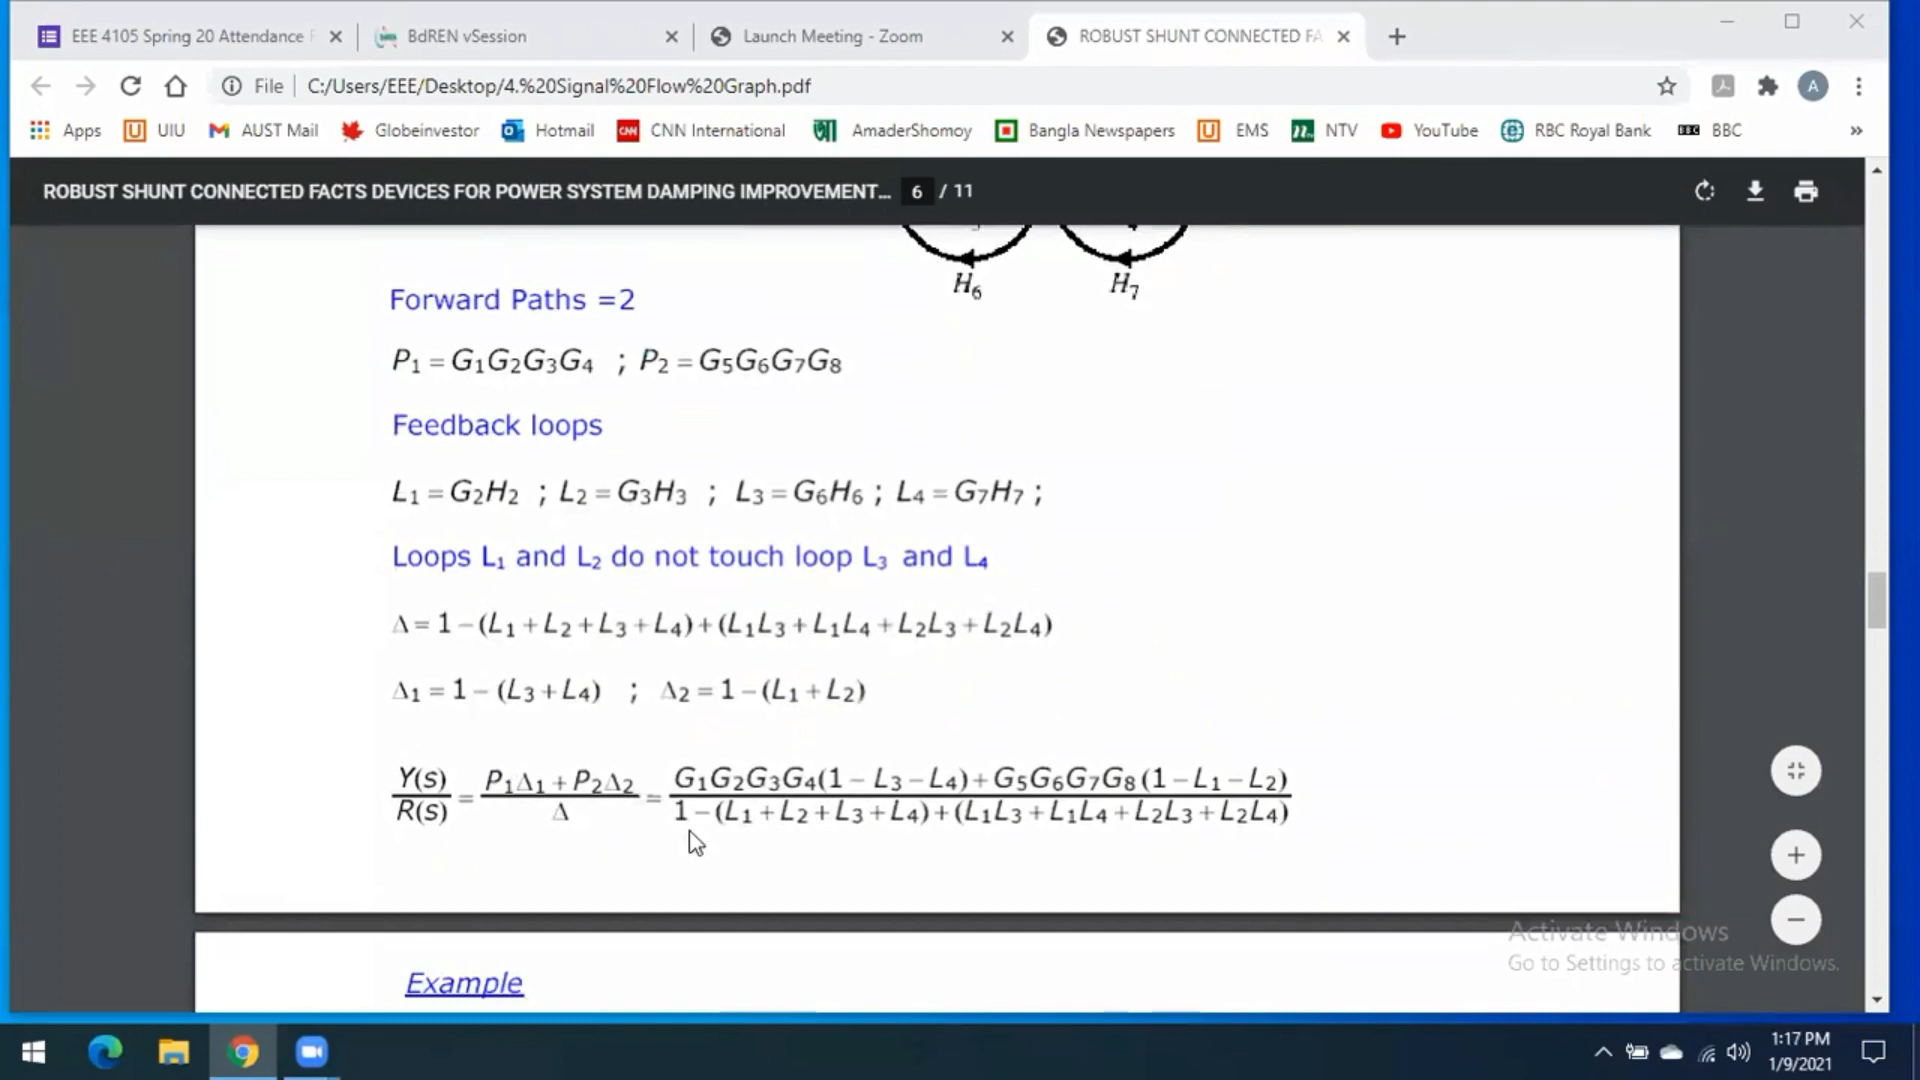 EEE 4105 Spring 20 Attendance F
BdREN vSession
Launch Meeting - Zoom
ROBUST SHUNT CONNECTED FA
File | C:/Users/EEE/Desktop/4.%20Signal%20Flow%20Graph.pdf
A
Apps UIU AUST Mail Globeinvestor Hotmail CNN International AmaderShomoy Bangla Newspapers EMS NTV YouTube RBC Royal Bank BBC »
ROBUST SHUNT CONNECTED FACTS DEVICES FOR POWER SYSTEM DAMPING IMPROVEMENT... 6 / 11
H₆ H₇
Forward Paths =2
P₁ = G₁G₂G₃G₄ ; P₂ = G₅G₆G₇G₈
Feedback loops
L₁ = G₂H₂ ; L₂ = G₃H₃ ; L₃ = G₆H₆ ; L₄ = G₇H₇ ;
Loops L₁ and L₂ do not touch loop L₃ and L₄
Δ = 1 − (L₁ + L₂ + L₃ + L₄) + (L₁L₃ + L₁L₄ + L₂L₃ + L₂L₄)
Δ₁ = 1 − (L₃ + L₄) ; Δ₂ = 1 − (L₁ + L₂)
Y(s)/R(s) = (P₁Δ₁ + P₂Δ₂)/Δ = (G₁G₂G₃G₄(1 − L₃ − L₄) + G₅G₆G₇G₈(1 − L₁ − L₂))/(1 − (L₁ + L₂ + L₃ + L₄) + (L₁L₃ + L₁L₄ + L₂L₃ + L₂L₄))
Example
Activate Windows
Go to Settings to activate Windows.
1:17 PM
1/9/2021